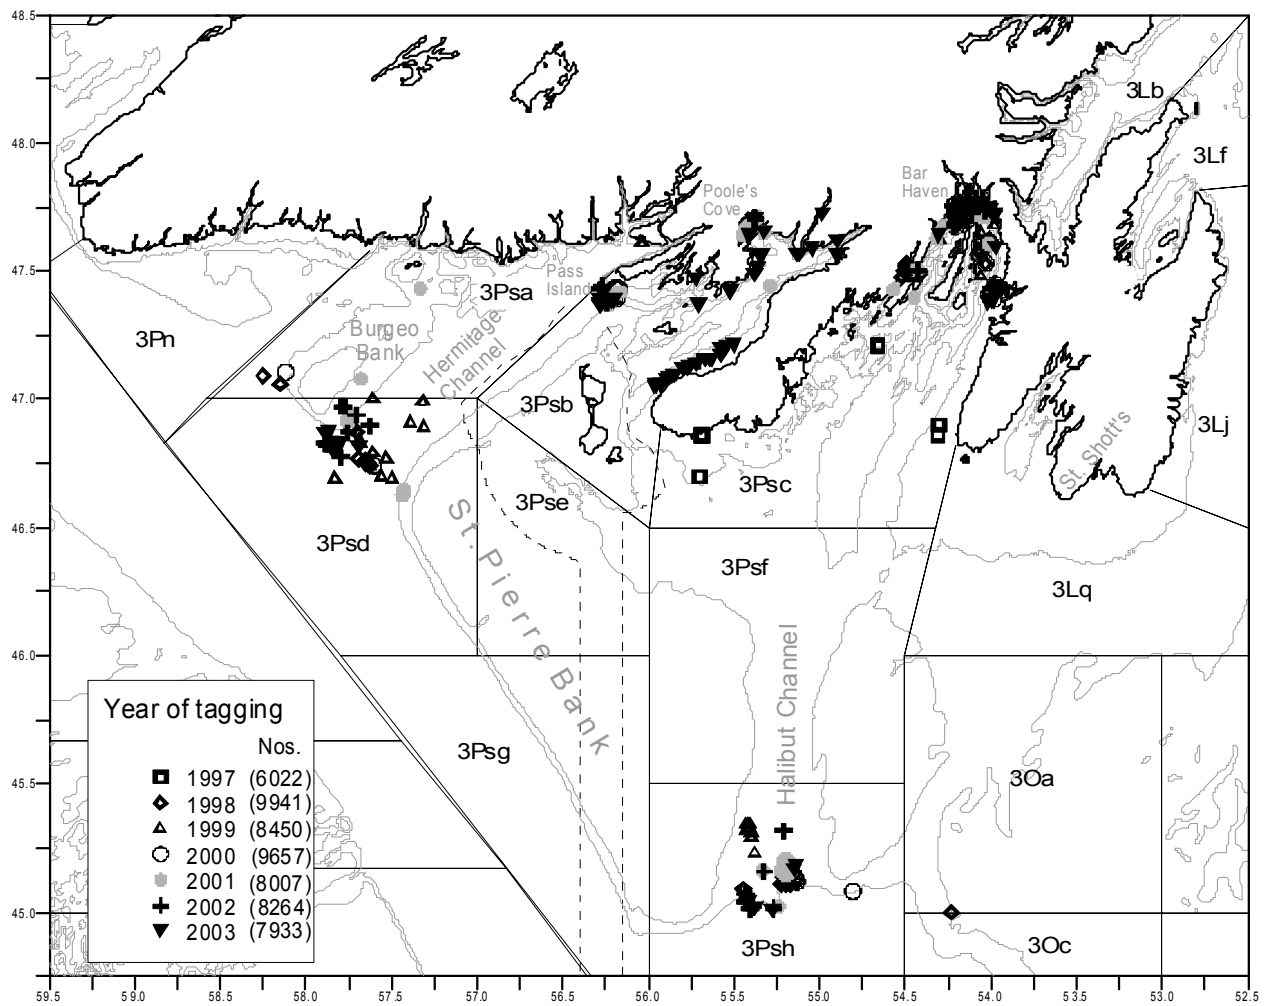 48.5
3Lb
48.0
3Lf
Poole's
Cove
Bar
Haven
47.5
Pass
Island
3Psa
3Pn
Burgeo
Bank
Hermitage
Channel
47.0
3Psb
3Lj
St. Shott's
3Psc
3Pse
46.5
3Psd
St. Pierre Bank
3Psf
3Lq
46.0
Halibut Channel
Year of tagging
Nos.
3Psg
45.5
3Oa
1997 (6022)
1998 (9941)
1999 (8450)
2000 (9657)
2001 (8007)
2002 (8264)
2003 (7933)
45.0
3Psh
3Oc
59.5 59.0 58.5 58.0 57.5 57.0 56.5 56.0 55.5 55.0 54.5 54.0 53.5 53.0 52.5